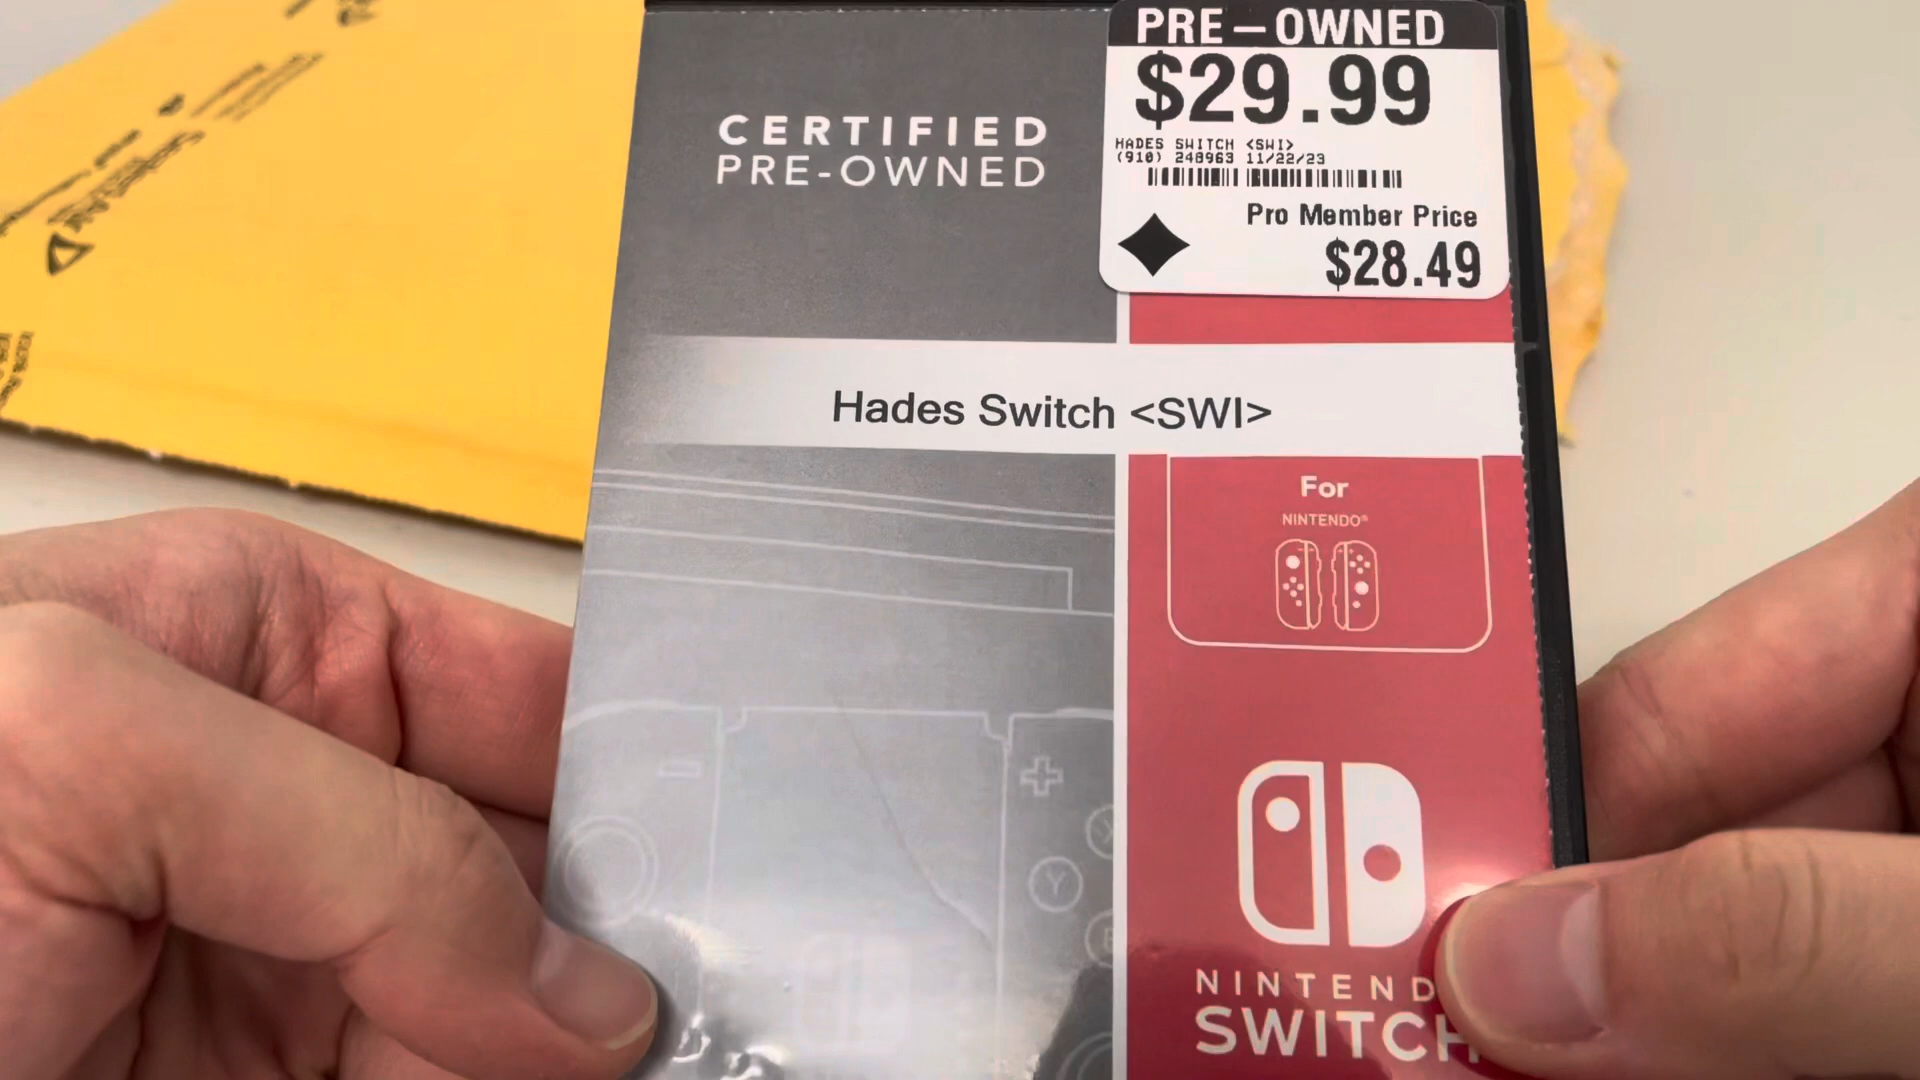 PRE-OWNED
$29.99
HADES SWITCH <SWI>
(910) 248963 11/22/23
Pro Member Price
$28.49
CERTIFIED
PRE-OWNED
Hades Switch <SWI>
For
NINTENDO®
Y
NINTEND
SWITCH